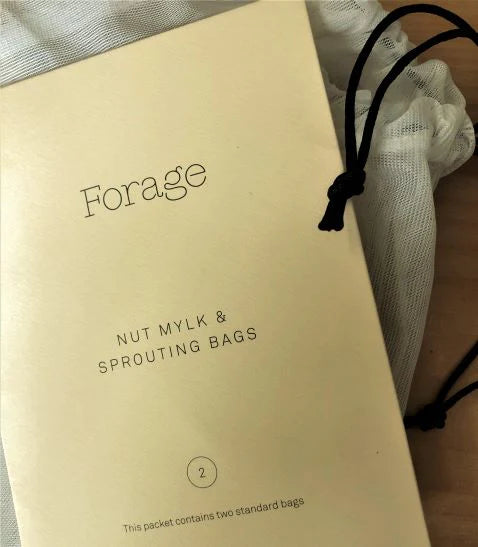 Forage
NUT MYLK &
SPROUTING BAGS
2
This packet contains two standard bags